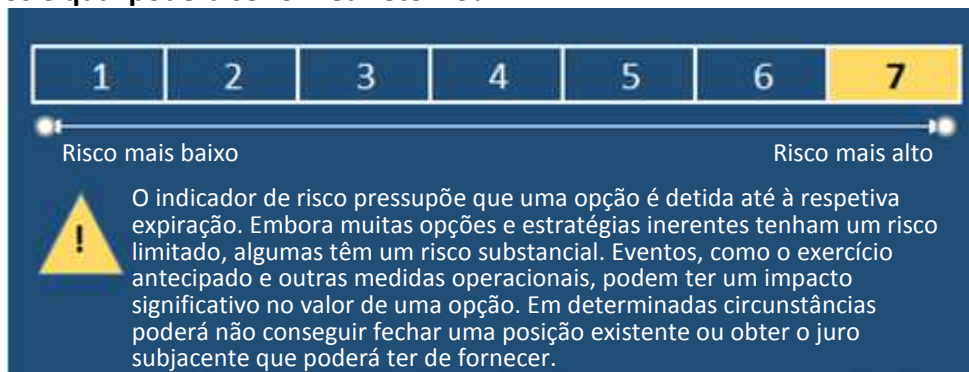 1 2 3 4 5 6 7
Risco mais baixo Risco mais alto
! O indicador de risco pressupõe que uma opção é detida até à respetiva
expiração. Embora muitas opções e estratégias inerentes tenham um risco
limitado, algumas têm um risco substancial. Eventos, como o exercício
antecipado e outras medidas operacionais, podem ter um impacto
significativo no valor de uma opção. Em determinadas circunstâncias
poderá não conseguir fechar uma posição existente ou obter o juro
subjacente que poderá ter de fornecer.